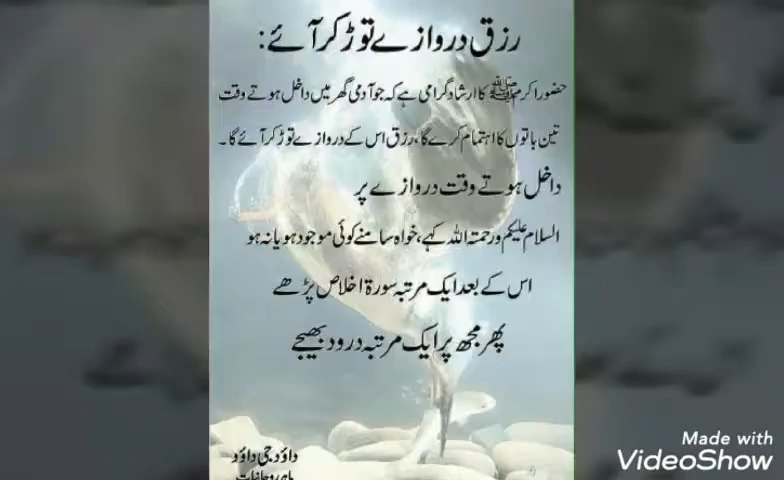 رزق دروازے توڑ کر آئے :
حضور اکرم ﷺ کا ارشاد گرامی ہے کہ جو آدمی گھر میں داخل ہوتے وقت
تین باتوں کا اہتمام کرے گا، رزق اس کے دروازے توڑ کر آئے گا۔
داخل ہوتے وقت دروازے پر
السلام علیکم ورحمتہ اللہ کہے، خواہ سامنے کوئی موجود ہو یا نہ ہو
اس کے بعد ایک مرتبہ سورۃ اخلاص پڑھے
پھر مجھ پر ایک مرتبہ درود بھیجے
داؤد جی داؤد
ماہر روحانیات
Made with
VideoShow